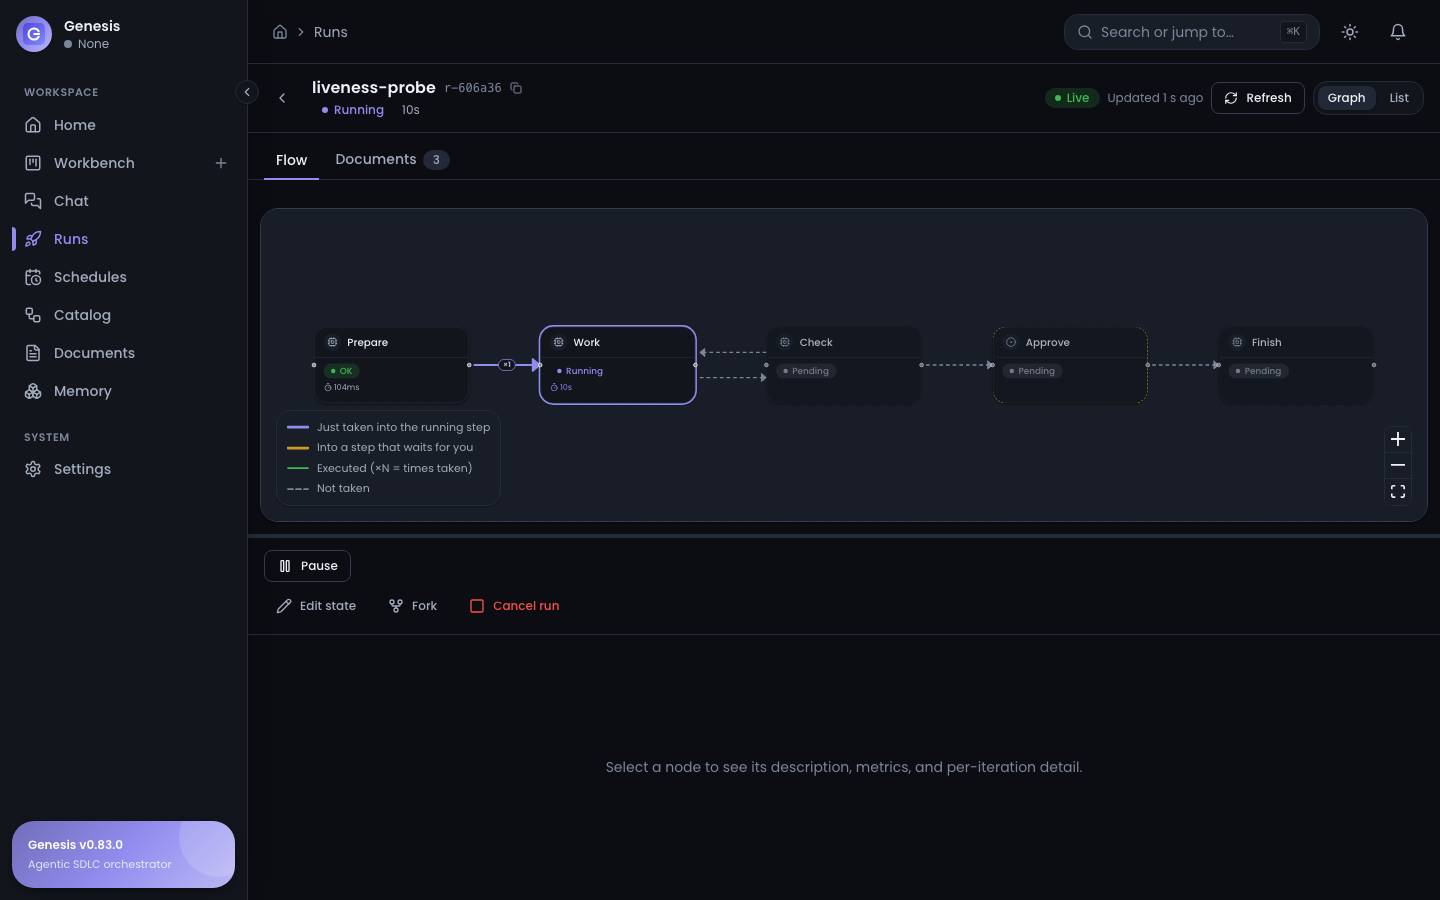 Genesis
None
WORKSPACE
Home
Workbench
Chat
Runs
Schedules
Catalog
Documents
Memory
SYSTEM
Settings
Genesis v0.83.0
Agentic SDLC orchestrator
Runs
Search or jump to...
⌘K
liveness-probe r-606a36
Running 10s
Live Updated 1 s ago Refresh Graph List
Flow Documents 3
Prepare
OK
104ms
×1
Work
Running
10s
Check
Pending
Approve
Pending
Finish
Pending
Just taken into the running step
Into a step that waits for you
Executed (×N = times taken)
Not taken
Pause
Edit state Fork Cancel run
Select a node to see its description, metrics, and per-iteration detail.